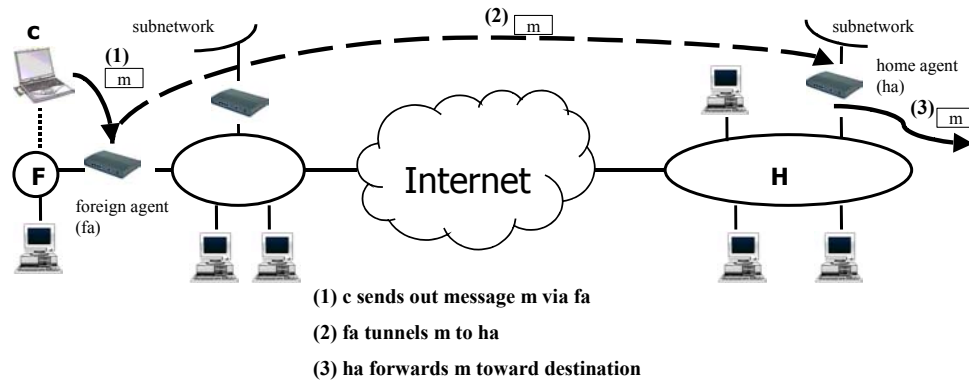 C
(1)
m
subnetwork
(2)
m
subnetwork
home agent
(ha)
(3)
m
F
foreign agent
(fa)
Internet
H
(1) c sends out message m via fa
(2) fa tunnels m to ha
(3) ha forwards m toward destination